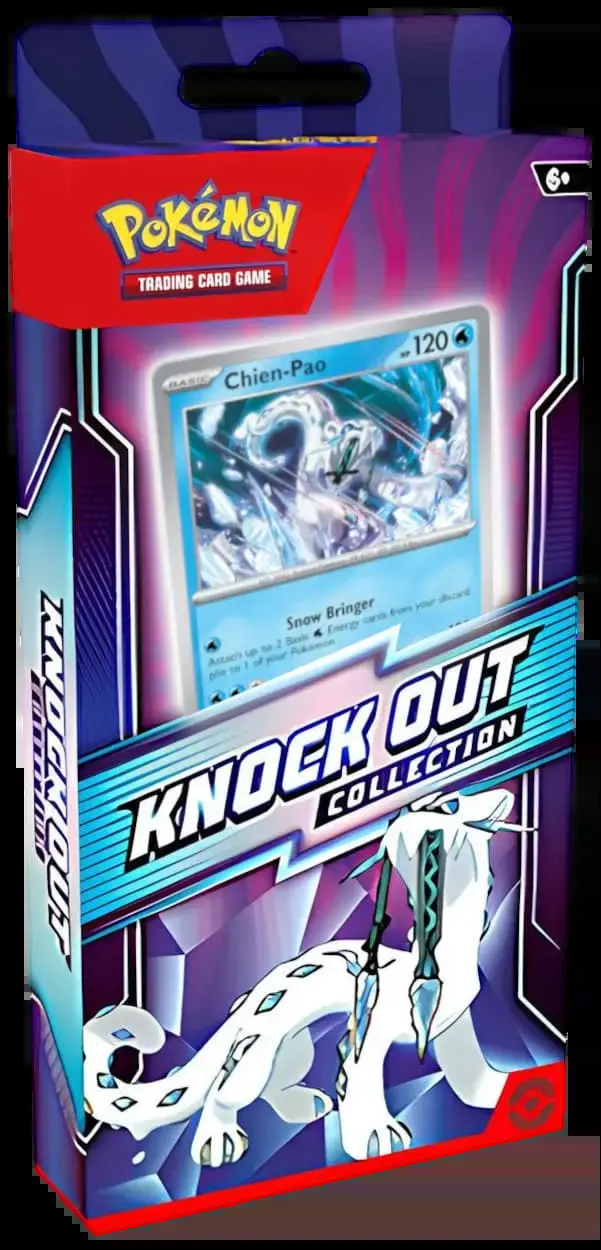 POKéMON
TRADING CARD GAME
6+
BASIC
Chien-Pao
HP 120
Snow Bringer
Attach up to 2 Basic Energy cards from your discard
pile to 1 of your Pokémon.
KNOCK OUT
COLLECTION
KNOCK OUT